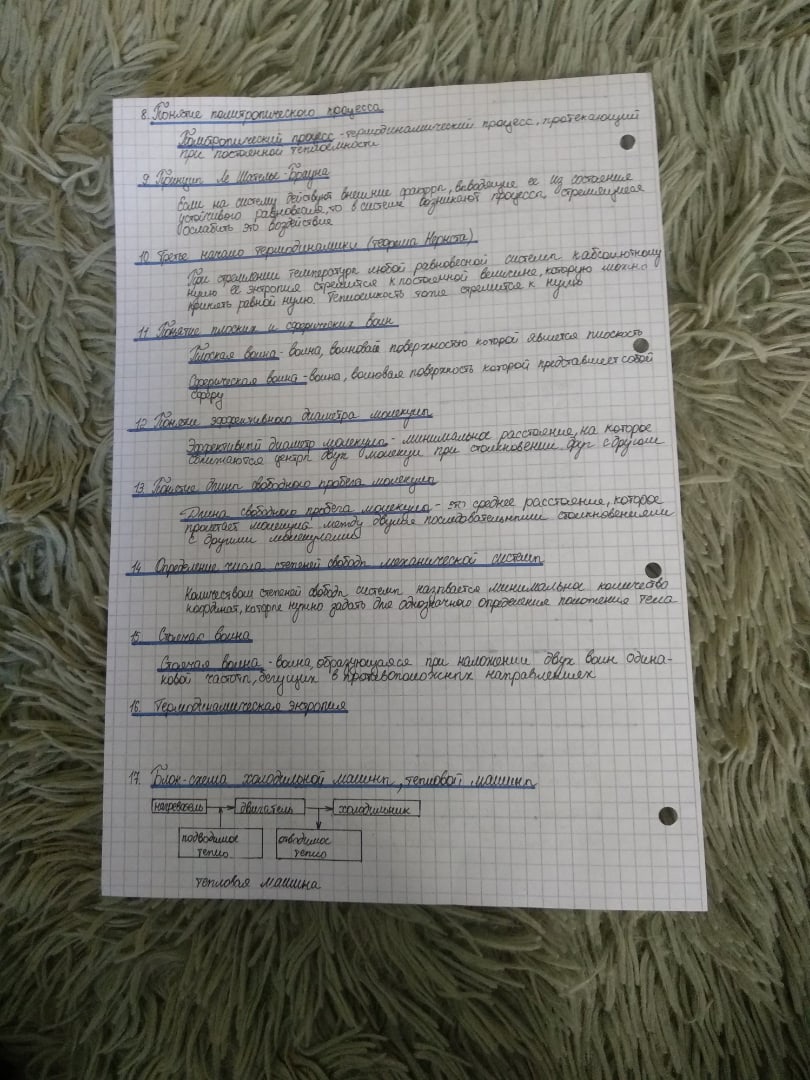 8. Понятие политропического процесса
Политропический процесс - термодинамический процесс, протекающий
при постоянной теплоёмкости
9. Принцип Ле Шателье-Брауна
Если на систему действуют внешние факторы, выводящие её из состояния
устойчивого равновесия, то в системе возникают процессы, стремящиеся
ослабить это воздействие
10. Третье начало термодинамики (теорема Нернста)
При стремлении температуры любой равновесной системы к абсолютному
нулю её энтропия стремится к постоянной величине, которую можно
принять равной нулю. Теплоёмкость тоже стремится к нулю
11. Понятие плоских и сферических волн
Плоская волна - волна, волновой поверхностью которой является плоскость
Сферическая волна - волна, волновая поверхность которой представляет собой
сферу
12. Понятие эффективного диаметра молекулы
Эффективный диаметр молекулы - минимальное расстояние, на которое
сближаются центры двух молекул при столкновении друг с другом
13. Понятие длины свободного пробега молекулы
Длина свободного пробега молекулы - это среднее расстояние, которое
пролетает молекула между двумя последовательными столкновениями
с другими молекулами
14. Определение числа степеней свободы механической системы
Количеством степеней свободы системы называется минимальное количество
координат, которые нужно задать для однозначного определения положения тела
15. Стоячая волна
Стоячая волна - волна, образующаяся при наложении двух волн одина-
ковой частоты, бегущих в противоположных направлениях
16. Термодинамическая энтропия
17. Блок-схема холодильной машины, тепловой машины
нагреватель двигатель холодильник
подводимое отводимое
тепло тепло
тепловая машина